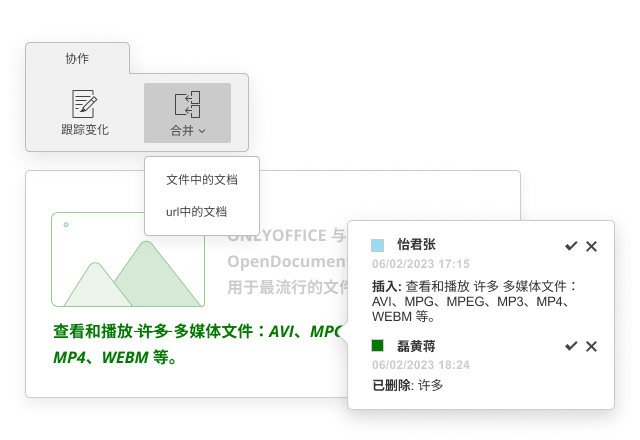 协作
跟踪变化
合并
文件中的文档
url中的文档
ONLYOFFICE 与
OpenDocument
用于最流行的文件
查看和播放 许多 多媒体文件：AVI、MPG
MP4、WEBM 等。
怡君张
06/02/2023 17:15
插入: 查看和播放 许多 多媒体文件：
AVI、MPG、MPEG、MP3、MP4、
WEBM 等。
磊黄蒋
06/02/2023 18:24
已删除: 许多